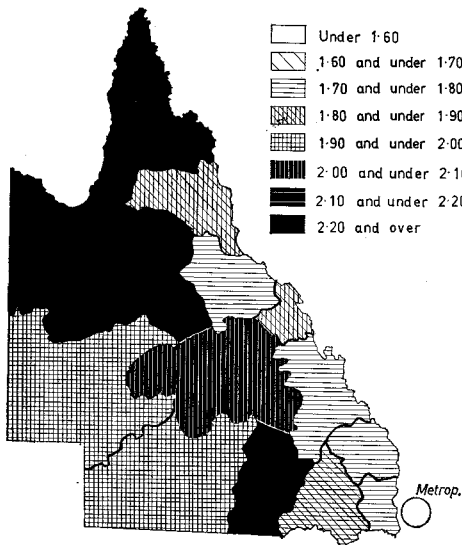 Under 1·60
1·60 and under 1·70
1·70 and under 1·80
1·80 and under 1·90
1·90 and under 2·00
2·00 and under 2·10
2·10 and under 2·20
2·20 and over
Metrop.